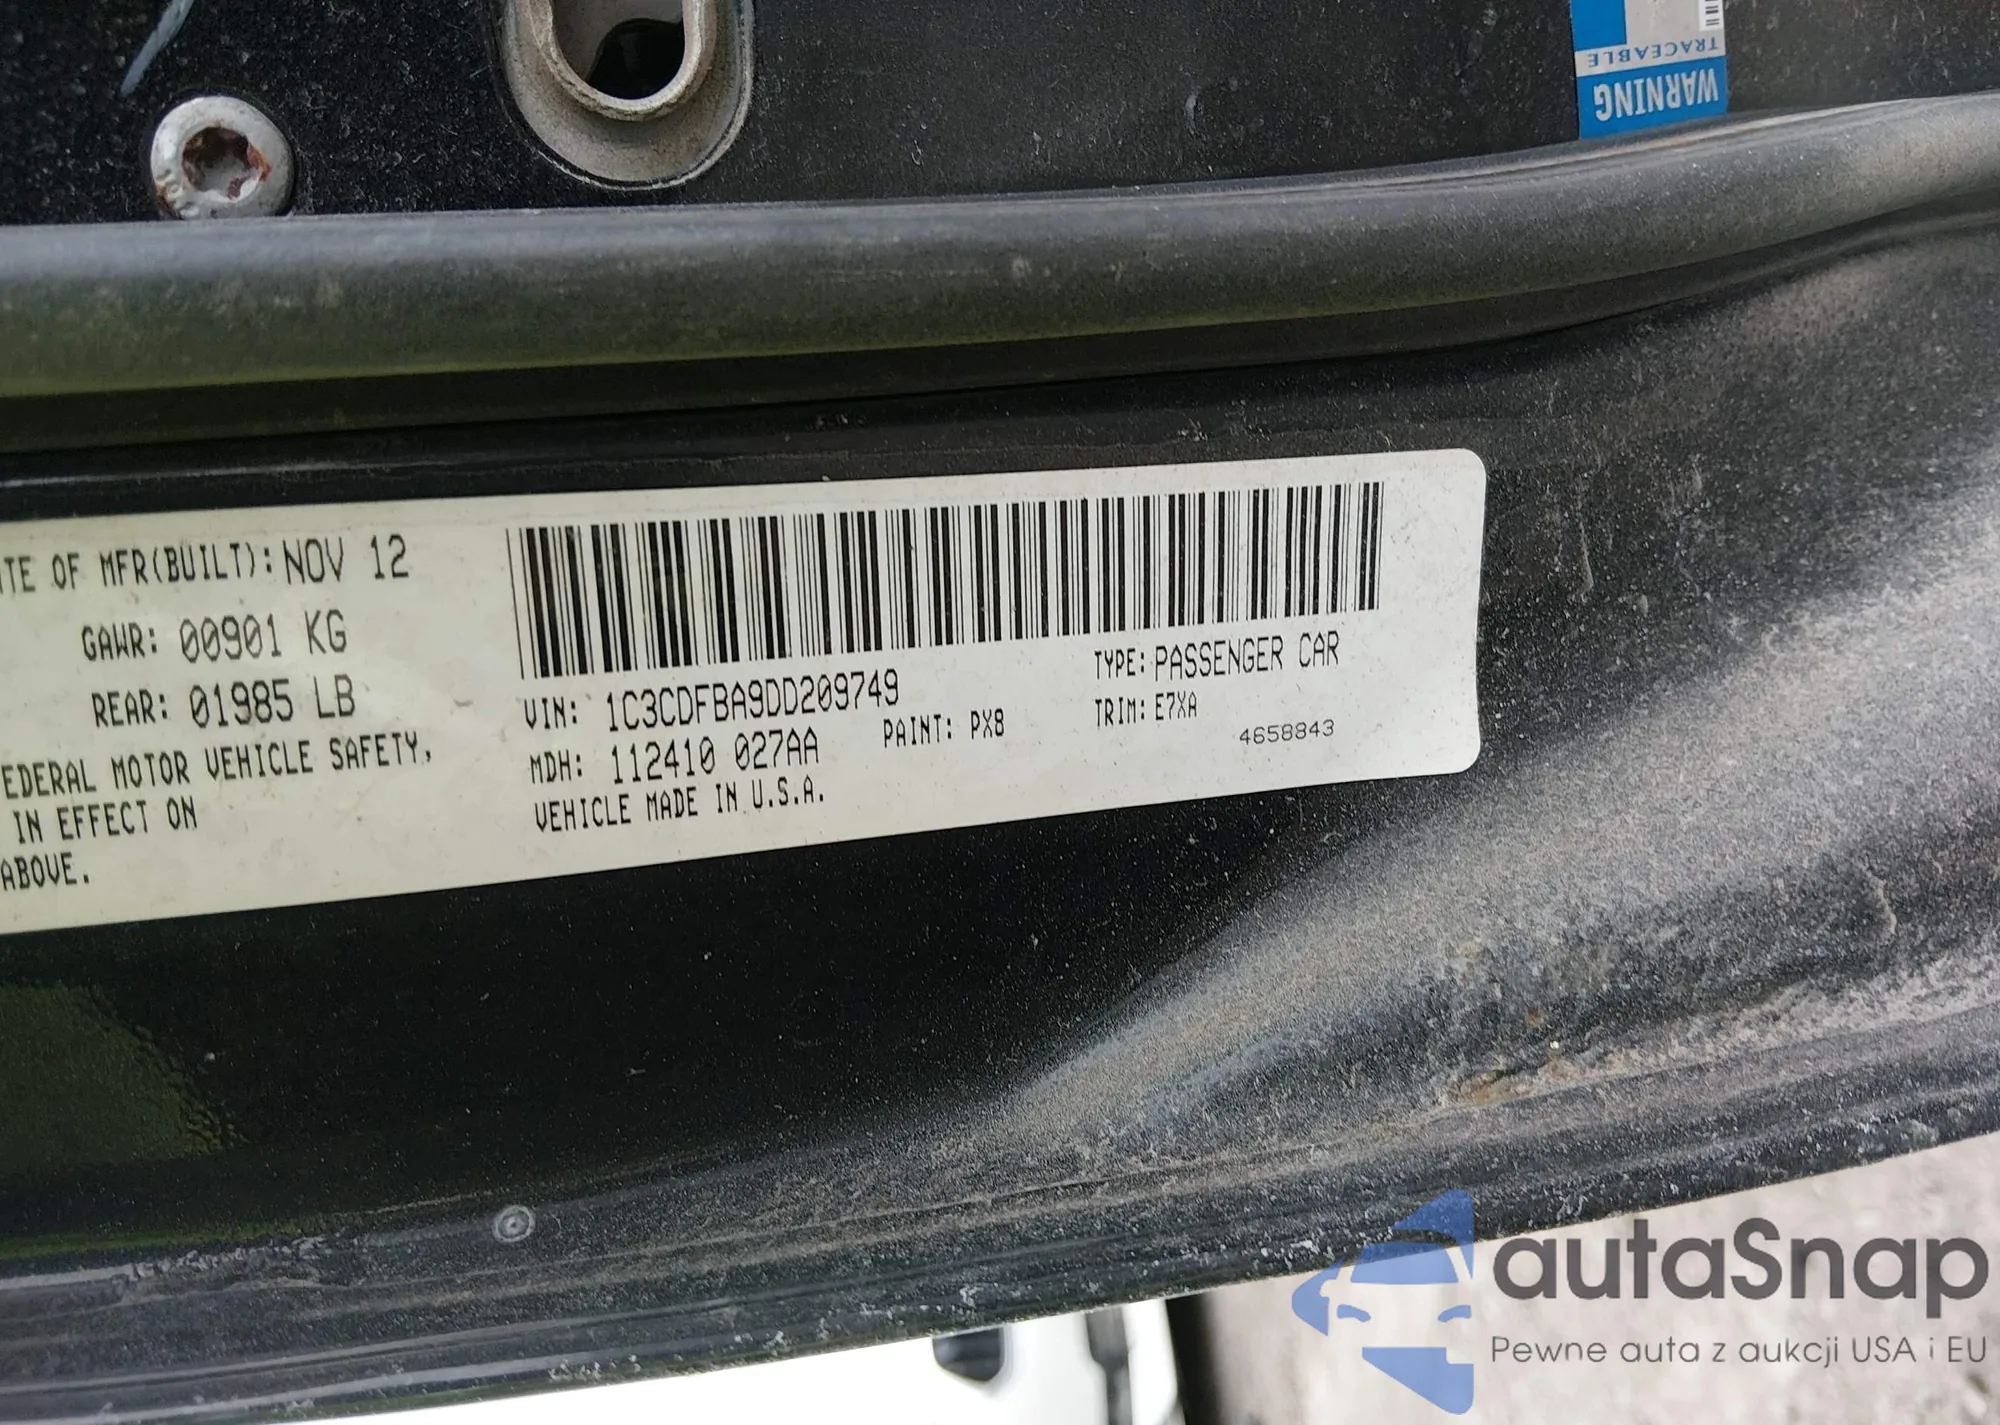 WARNING
TRACEABLE
TE OF MFR(BUILT): NOV 12
GAWR: 00901 KG
REAR: 01985 LB
EDERAL MOTOR VEHICLE SAFETY,
IN EFFECT ON
ABOVE.
VIN: 1C3CDFBA9DD209749
TYPE: PASSENGER CAR
MDH: 112410 027AA
PAINT: PX8
TRIM: E7XA
4658843
VEHICLE MADE IN U.S.A.
autaSnap
Pewne auta z aukcji USA i EU